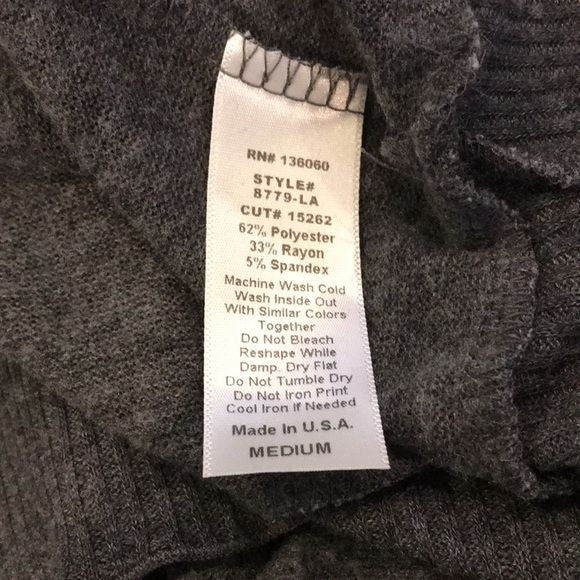 RN# 136060
STYLE#
8779-LA
CUT# 15262
62% Polyester
33% Rayon
5% Spandex
Machine Wash Cold
Wash Inside Out
With Similar Colors
Together
Do Not Bleach
Reshape While
Damp. Dry Flat
Do Not Tumble Dry
Do Not Iron Print
Cool Iron If Needed
Made In U.S.A.
MEDIUM